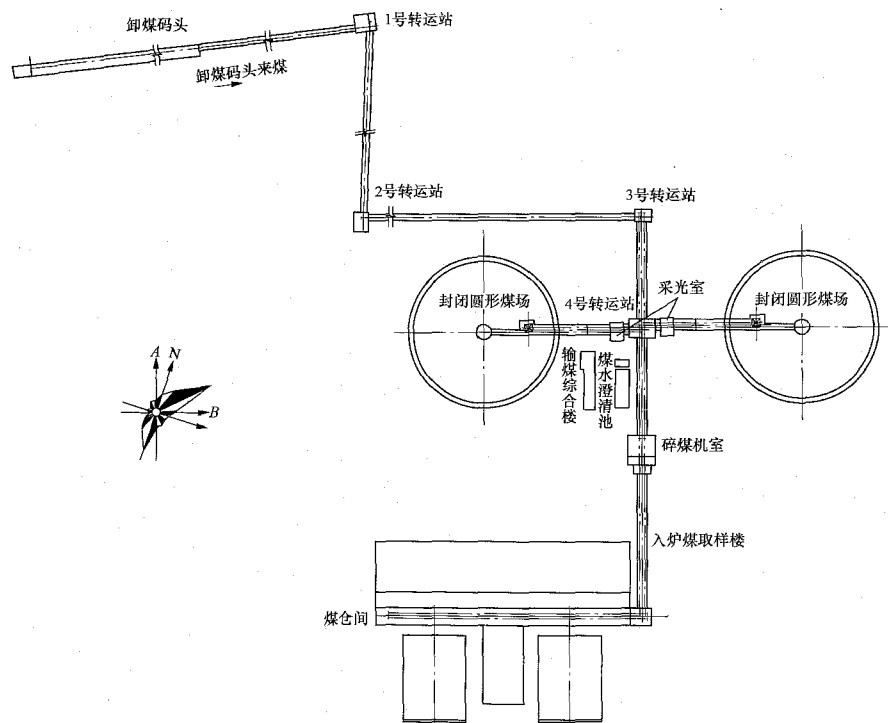 卸煤码头
1号转运站
卸煤码头来煤
2号转运站
3号转运站
封闭圆形煤场
4号转运站
采光室
封闭圆形煤场
输煤综合楼
煤水澄清池
A N
B
碎煤机室
入炉煤取样楼
煤仓间